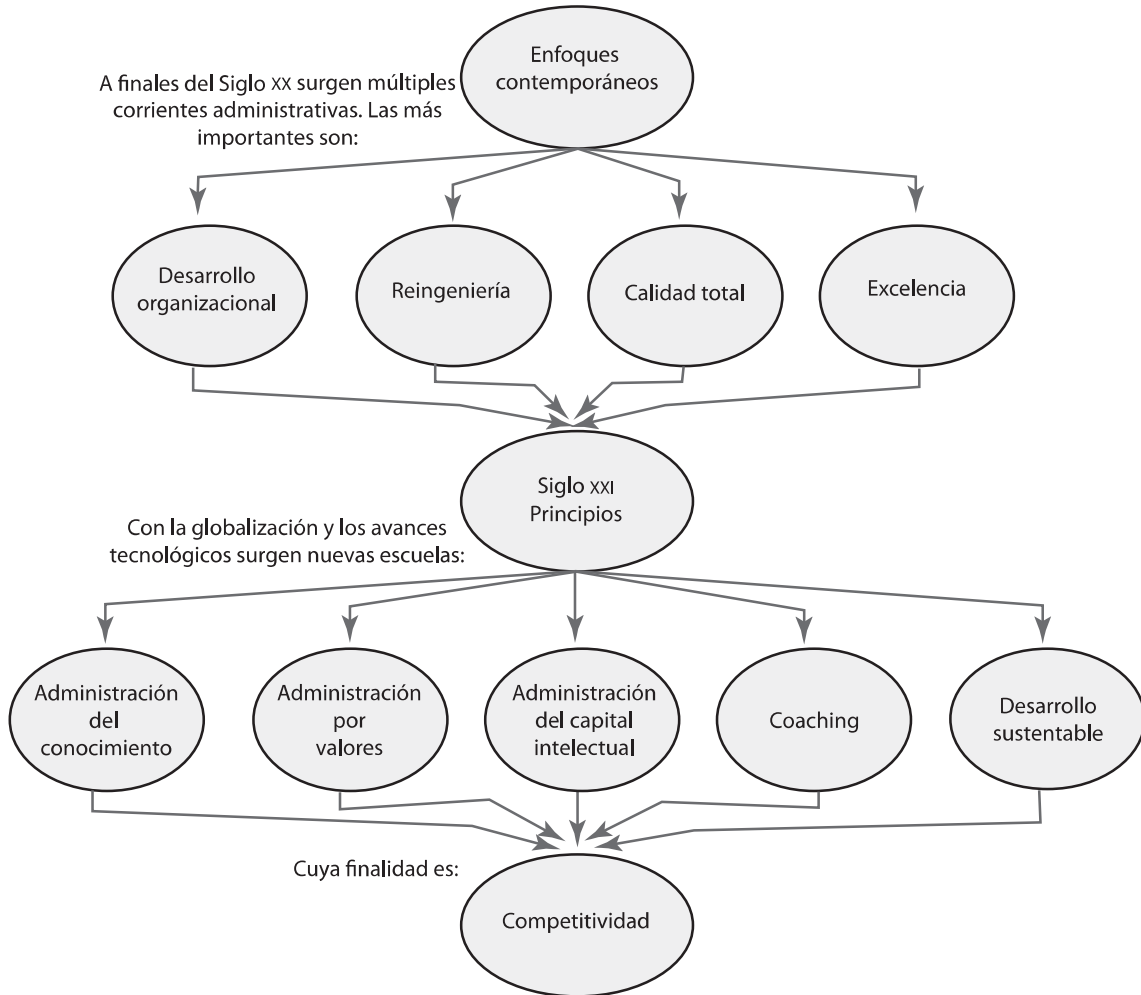 Enfoques
contemporáneos
A finales del Siglo XX surgen múltiples
corrientes administrativas. Las más
importantes son:
Desarrollo
organizacional
Reingeniería
Calidad total
Excelencia
Siglo XXI
Principios
Con la globalización y los avances
tecnológicos surgen nuevas escuelas:
Administración
del
conocimiento
Administración
por
valores
Administración
del capital
intelectual
Coaching
Desarrollo
sustentable
Cuya finalidad es:
Competitividad